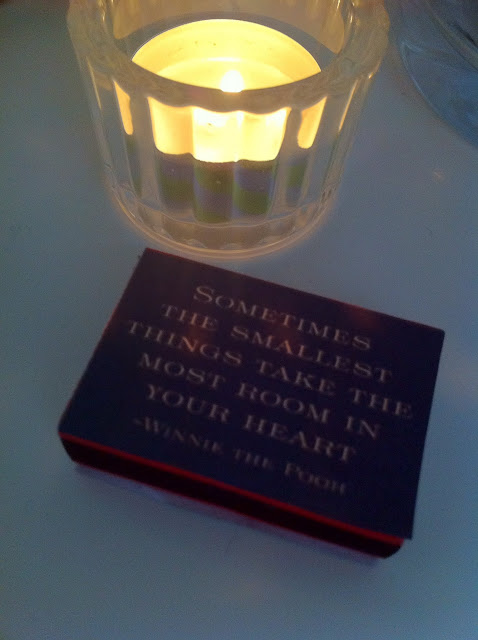 SOMETIMES
THE SMALLEST
THINGS TAKE THE
MOST ROOM IN
YOUR HEART
-WINNIE THE POOH